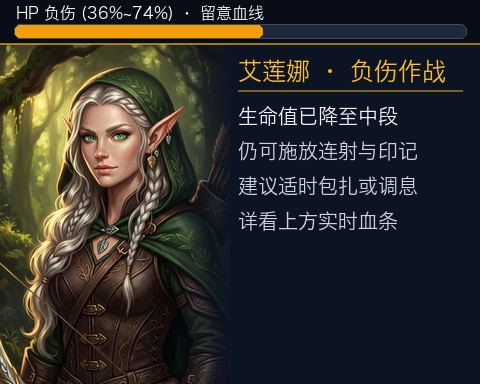 HP 负伤 (36%~74%) · 留意血线
艾莲娜 · 负伤作战
生命值已降至中段
仍可施放连射与印记
建议适时包扎或调息
详看上方实时血条